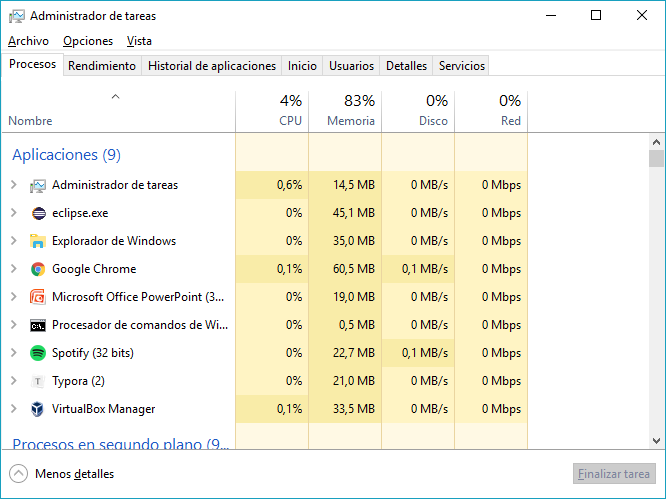 Administrador de tareas
Archivo Opciones Vista
Procesos Rendimiento Historial de aplicaciones Inicio Usuarios Detalles Servicios
4% 83% 0% 0%
Nombre CPU Memoria Disco Red
Aplicaciones (9)
Administrador de tareas 0,6% 14,5 MB 0 MB/s 0 Mbps
eclipse.exe 0% 45,1 MB 0 MB/s 0 Mbps
Explorador de Windows 0% 35,0 MB 0 MB/s 0 Mbps
Google Chrome 0,1% 60,5 MB 0,1 MB/s 0 Mbps
Microsoft Office PowerPoint (3... 0% 19,0 MB 0 MB/s 0 Mbps
Procesador de comandos de Wi... 0% 0,5 MB 0 MB/s 0 Mbps
Spotify (32 bits) 0% 22,7 MB 0,1 MB/s 0 Mbps
Typora (2) 0% 21,0 MB 0 MB/s 0 Mbps
VirtualBox Manager 0,1% 33,5 MB 0 MB/s 0 Mbps
Procesos en segundo plano (9...
Menos detalles Finalizar tarea